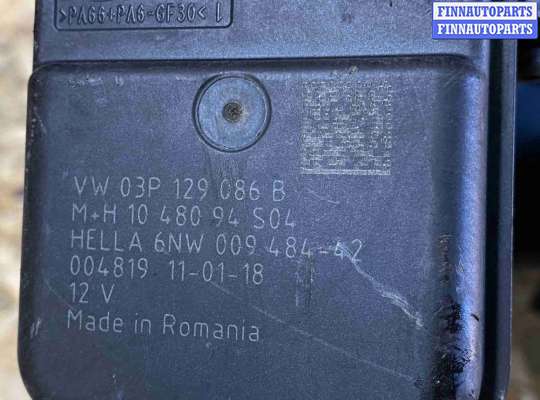 >PA66+PA6-GF30< 1
FINNAUTOPARTS
FINNAUTOPARTS
VW 03P 129 086 B
M+H 10 480 94 S04
HELLA 6NW 009 484-42
004819 11-01-18
12 V
Made in Romania